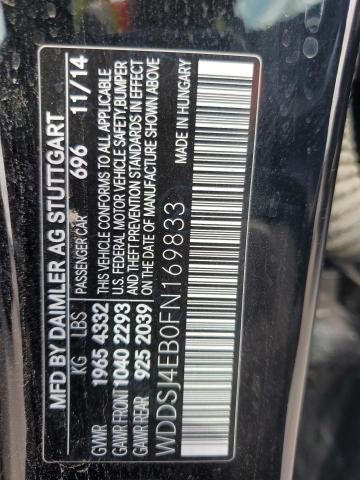 MFD BY DAIMLER AG STUTTGART
KG LBS PASSENGER CAR 696 11/14
GVWR 1965 4332 THIS VEHICLE CONFORMS TO ALL APPLICABLE
GAWR FRONT 1040 2293 U.S. FEDERAL MOTOR VEHICLE SAFETY,BUMPER
GAWR REAR 925 2039 AND THEFT PREVENTION STANDARDS IN EFFECT
ON THE DATE OF MANUFACTURE SHOWN ABOVE
MADE IN HUNGARY
WDDSJ4EB0FN169833